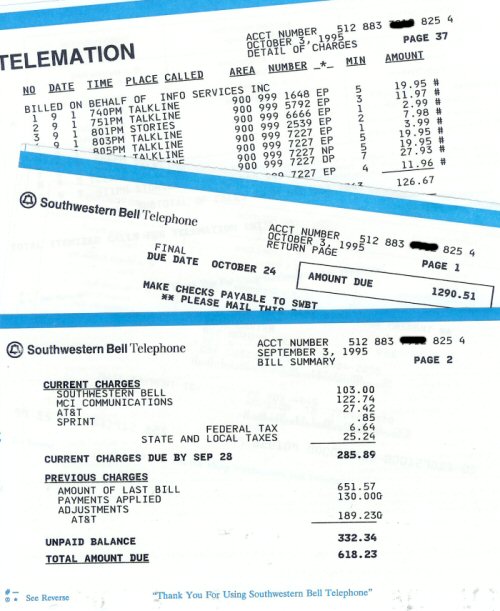 TELEMATION
ACCT NUMBER 512 883 825 4
OCTOBER 3, 1995 PAGE 37
DETAIL OF CHARGES
NO DATE TIME PLACE CALLED AREA NUMBER _*_ MIN AMOUNT
BILLED ON BEHALF OF INFO SERVICES INC
1 9 1 740PM TALKLINE 900 999 1648 EP 5 19.95 #
2 9 1 751PM TALKLINE 900 999 5792 EP 3 11.97 #
3 9 1 801PM STORIES 900 999 6666 EP 1 2.99 #
9 1 803PM TALKLINE 900 999 2539 EP 2 7.98 #
805PM TALKLINE 900 999 7227 EP 1 3.99 #
TALKLINE 900 999 7227 EP 5 19.95 #
900 999 7227 NP 5 19.95 #
900 999 7227 DP 7 27.93 #
7227 EP 4 11.96 #
126.67
Southwestern Bell Telephone
ACCT NUMBER 512 883 825 4
OCTOBER 3, 1995
RETURN PAGE PAGE 1
FINAL
DUE DATE OCTOBER 24
AMOUNT DUE 1290.51
MAKE CHECKS PAYABLE TO SWBT
** PLEASE MAIL THIS
Southwestern Bell Telephone
ACCT NUMBER 512 883 825 4
SEPTEMBER 3, 1995
BILL SUMMARY PAGE 2
CURRENT CHARGES
SOUTHWESTERN BELL 103.00
MCI COMMUNICATIONS 122.74
AT&T 27.42
SPRINT .85
FEDERAL TAX 6.64
STATE AND LOCAL TAXES 25.24
CURRENT CHARGES DUE BY SEP 28 285.89
PREVIOUS CHARGES
AMOUNT OF LAST BILL 651.57
PAYMENTS APPLIED 130.00G
ADJUSTMENTS
AT&T 189.23G
UNPAID BALANCE 332.34
TOTAL AMOUNT DUE 618.23
See Reverse "Thank You For Using Southwestern Bell Telephone"